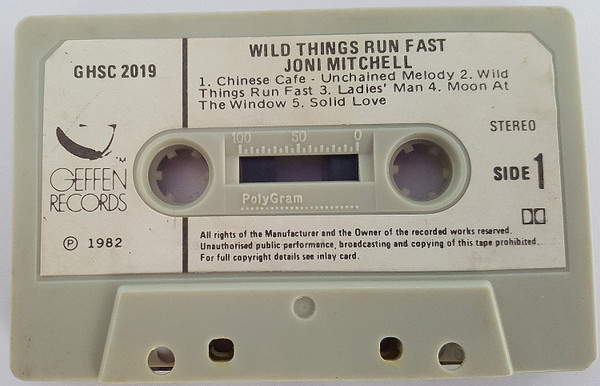 WILD THINGS RUN FAST
JONI MITCHELL
GHSC 2019
1. Chinese Cafe - Unchained Melody 2. Wild
Things Run Fast 3. Ladies' Man 4. Moon At
The Window 5. Solid Love
STEREO
100 50 0
GEFFEN
RECORDS
SIDE 1
PolyGram
℗ 1982
All rights of the Manufacturer and the Owner of the recorded works reserved.
Unauthorised public performance, broadcasting and copying of this tape prohibited.
For full copyright details see inlay card.